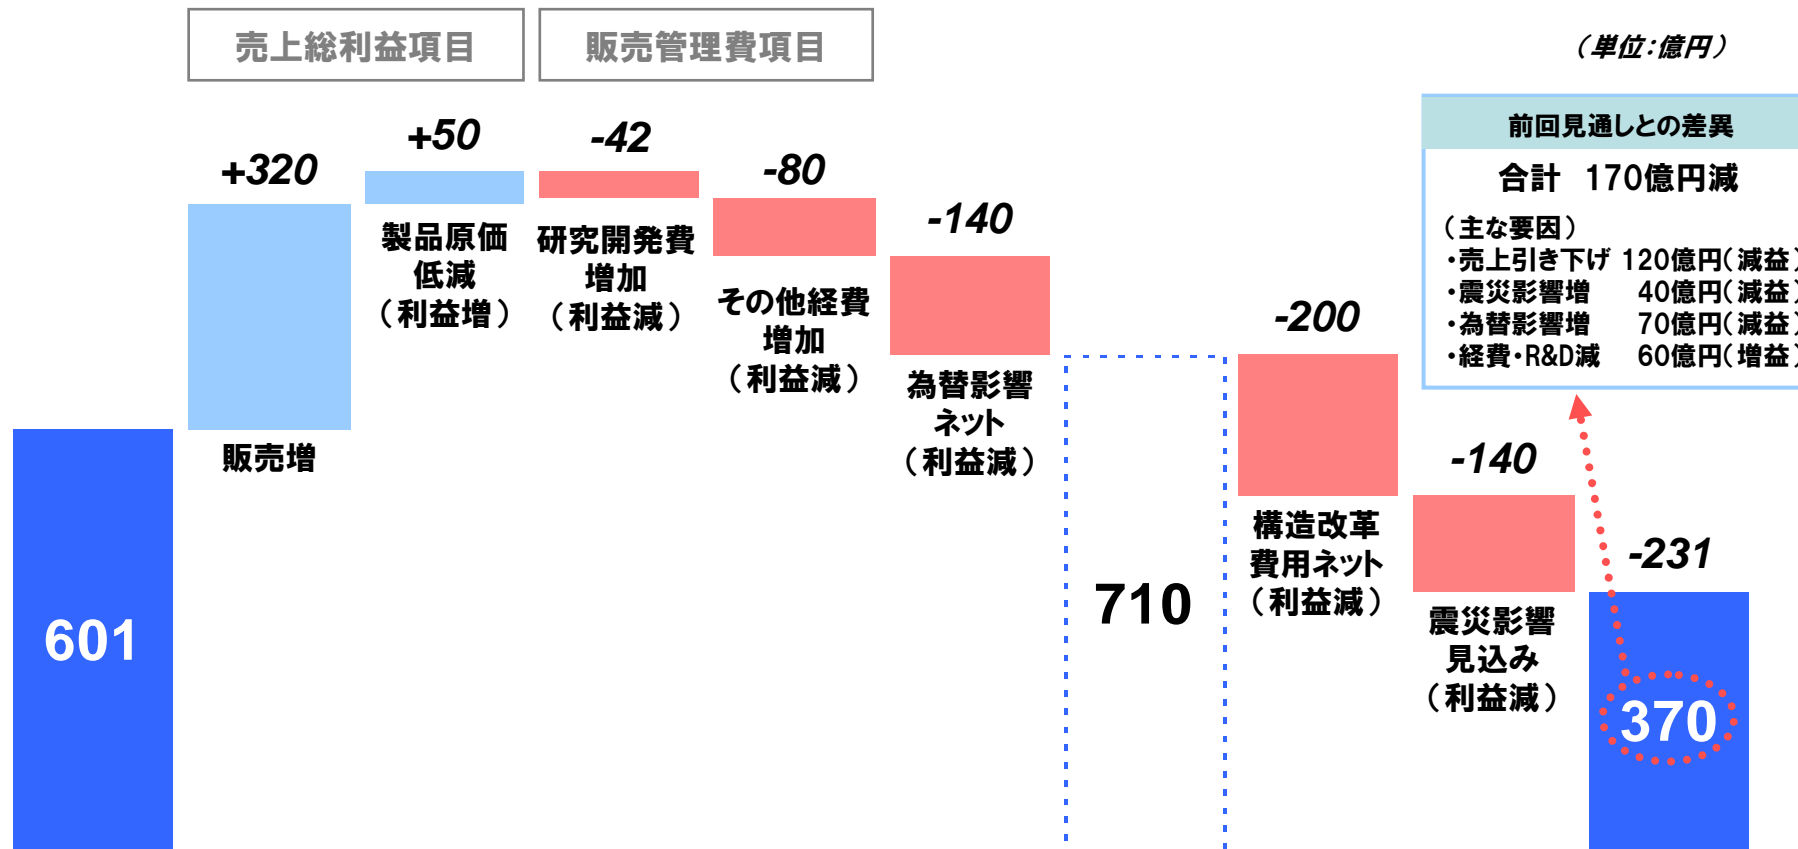 売上総利益項目
販売管理費項目
（単位：億円）
+320
販売増
+50
製品原価
低減
（利益増）
-42
研究開発費
増加
（利益減）
-80
その他経費
増加
（利益減）
-140
為替影響
ネット
（利益減）
601
710
-200
構造改革
費用ネット
（利益減）
-140
震災影響
見込み
（利益減）
-231
370
前回見通しとの差異
合計　170億円減
（主な要因）
・売上引き下げ 120億円（減益）
・震災影響増　　40億円（減益）
・為替影響増　　70億円（減益）
・経費・R&D減　60億円（増益）